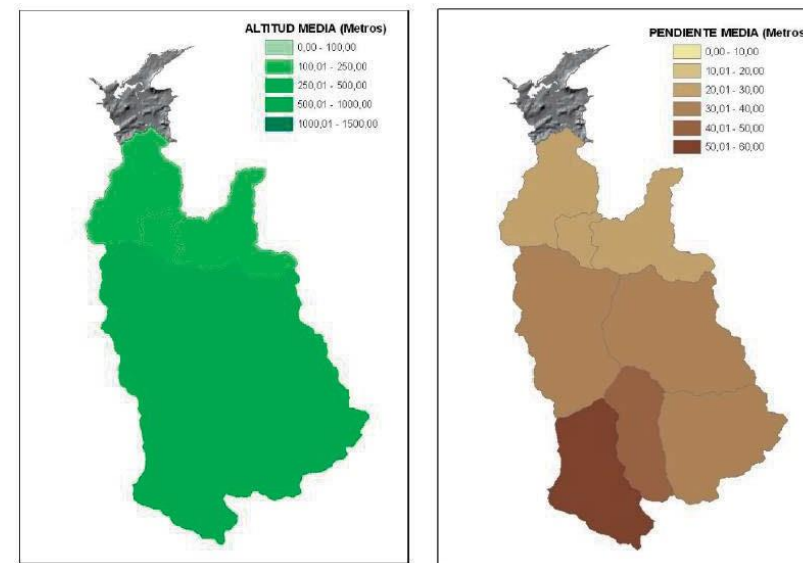 ALTITUD MEDIA (Metros)
0,00 - 100,00
100,01 - 250,00
250,01 - 500,00
500,01 - 1000,00
1000,01 - 1500,00
PENDIENTE MEDIA (Metros
0,00 - 10,00
10,01 - 20,00
20,01 - 30,00
30,01 - 40,00
40,01 - 50,00
50,01 - 60,00